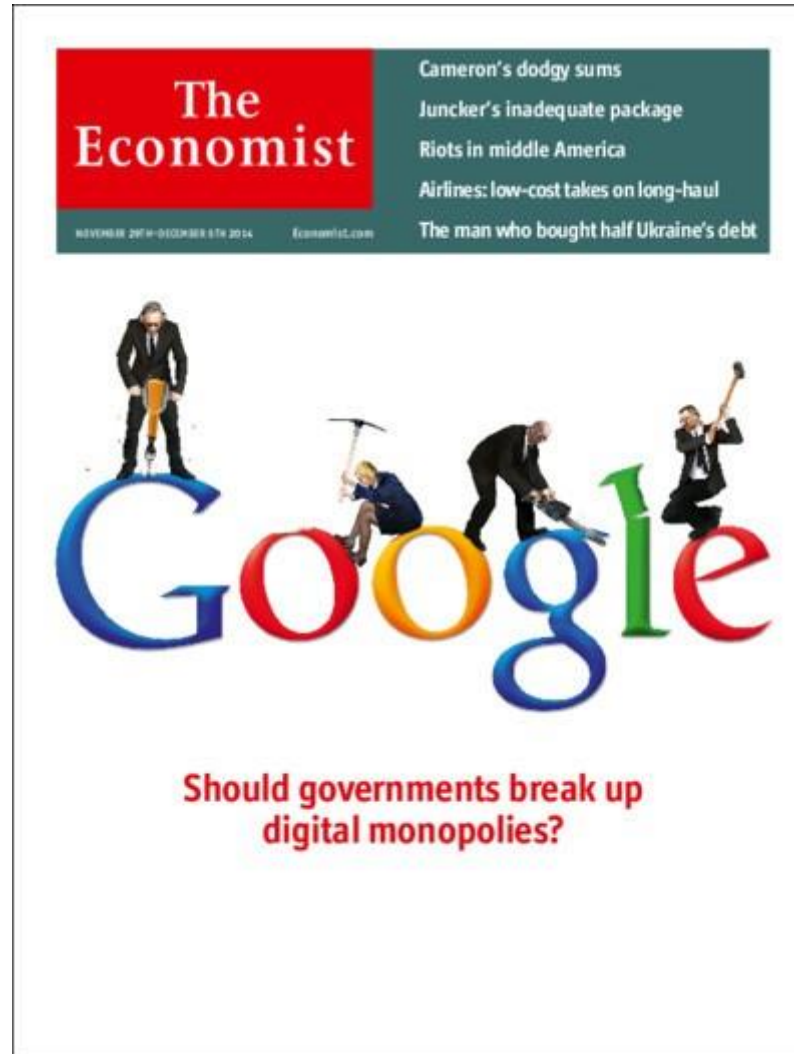 The
Economist
NOVEMBER 29TH–DECEMBER 5TH 2014 Economist.com
Cameron's dodgy sums
Juncker's inadequate package
Riots in middle America
Airlines: low-cost takes on long-haul
The man who bought half Ukraine's debt
Google
Should governments break up
digital monopolies?